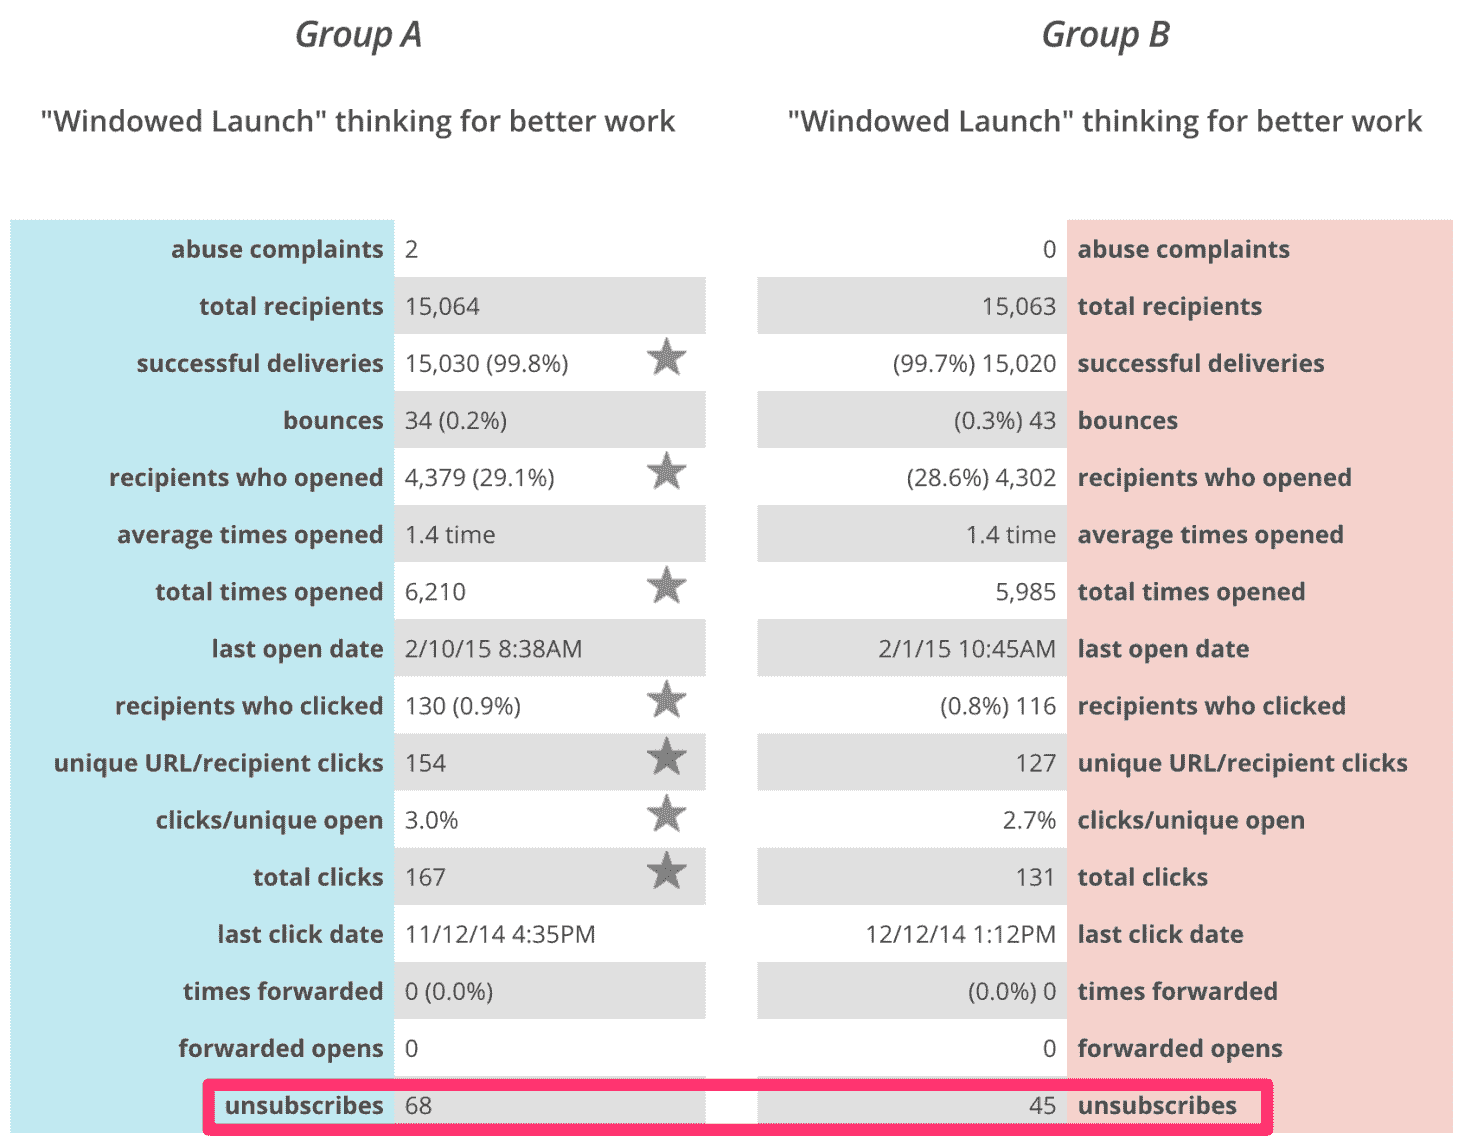 Group A
Group B
"Windowed Launch" thinking for better work
"Windowed Launch" thinking for better work
abuse complaints 2
0 abuse complaints
total recipients 15,064
15,063 total recipients
successful deliveries 15,030 (99.8%)
(99.7%) 15,020 successful deliveries
bounces 34 (0.2%)
(0.3%) 43 bounces
recipients who opened 4,379 (29.1%)
(28.6%) 4,302 recipients who opened
average times opened 1.4 time
1.4 time average times opened
total times opened 6,210
5,985 total times opened
last open date 2/10/15 8:38AM
2/1/15 10:45AM last open date
recipients who clicked 130 (0.9%)
(0.8%) 116 recipients who clicked
unique URL/recipient clicks 154
127 unique URL/recipient clicks
clicks/unique open 3.0%
2.7% clicks/unique open
total clicks 167
131 total clicks
last click date 11/12/14 4:35PM
12/12/14 1:12PM last click date
times forwarded 0 (0.0%)
(0.0%) 0 times forwarded
forwarded opens 0
0 forwarded opens
unsubscribes 68
45 unsubscribes